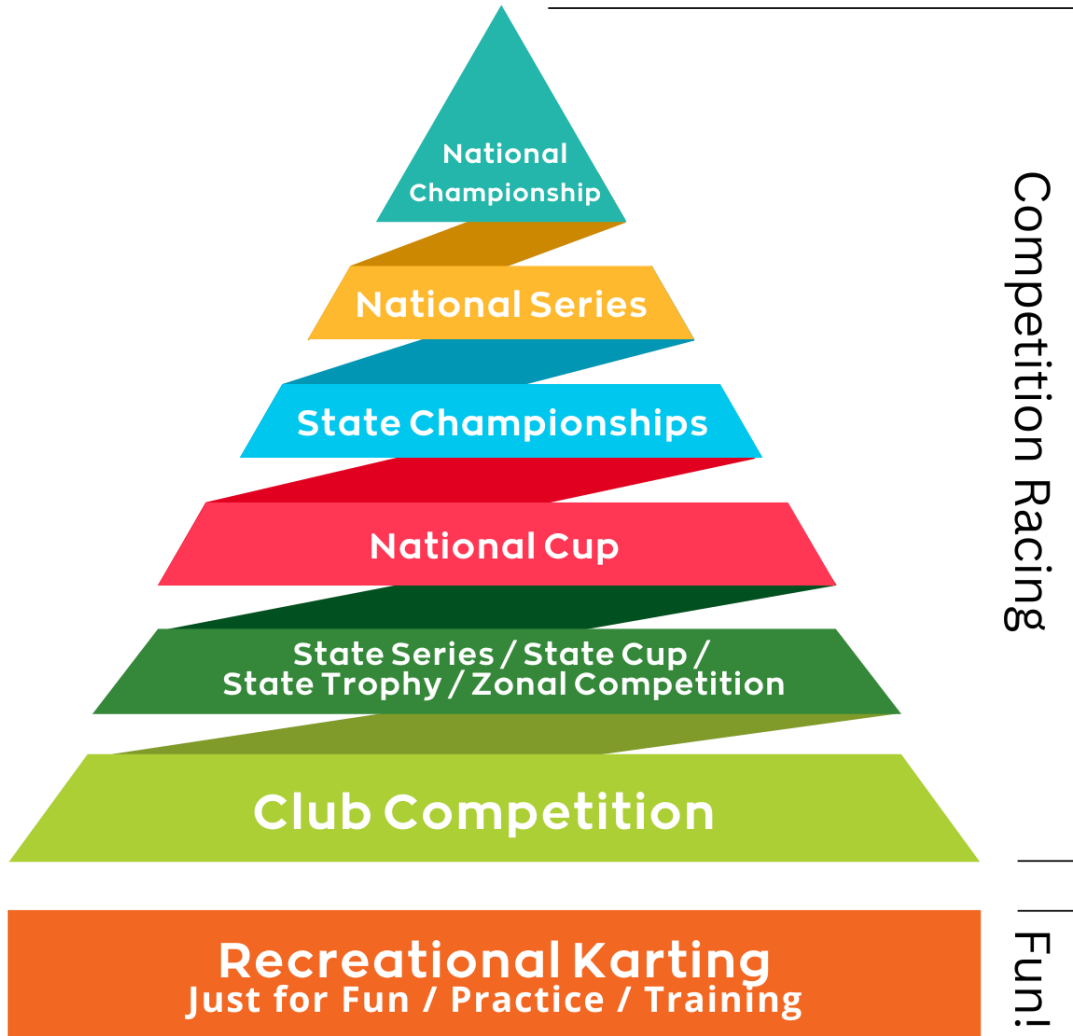 National
Championship
National Series
State Championships
National Cup
State Series / State Cup /
State Trophy / Zonal Competition
Club Competition
Recreational Karting
Just for Fun / Practice / Training
Competition Racing
Fun!